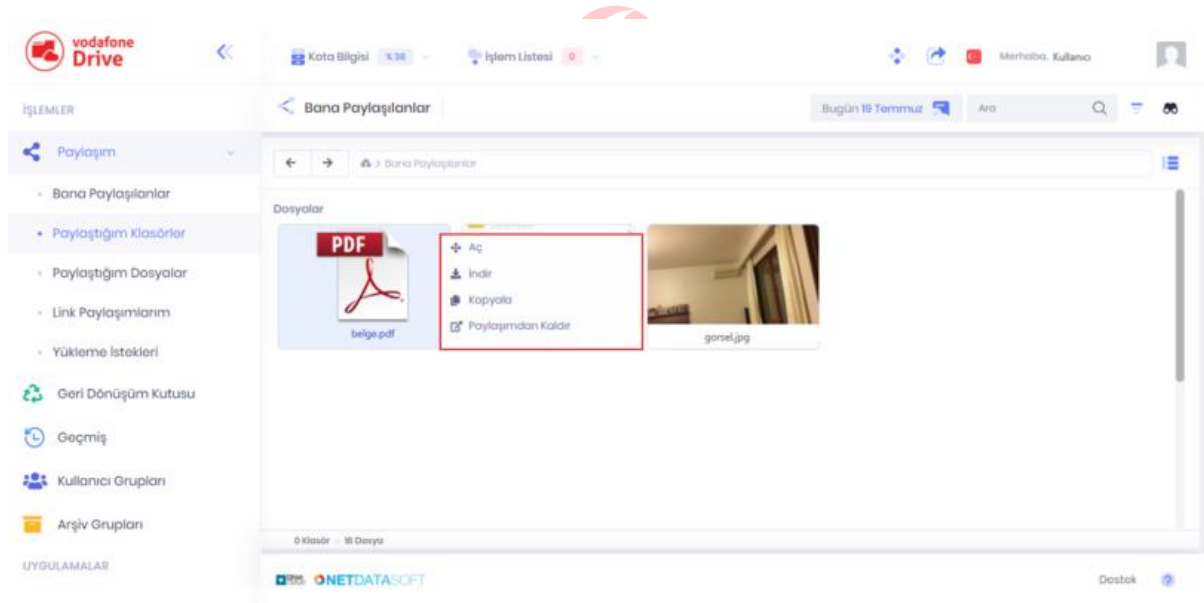 vodafone
Drive
Kota Bilgisi
İşlem Listesi 0
Merhaba, Kullanıcı
İŞLEMLER
Bana Paylaşılanlar
Bugün 19 Temmuz
Ara
Paylaşım
Bana Paylaşılanlar
Bana Paylaşılanlar
Dosyalar
Paylaştığım Klasörler
PDF
Aç
Paylaştığım Dosyalar
İndir
Kopyala
Link Paylaşımlarım
Paylaşımdan Kaldır
belge.pdf
gorsel.jpg
Yükleme İstekleri
Geri Dönüşüm Kutusu
Geçmiş
Kullanıcı Grupları
Arşiv Grupları
0 Klasör
16 Dosya
UYGULAMALAR
NETDATASOFT
Destek